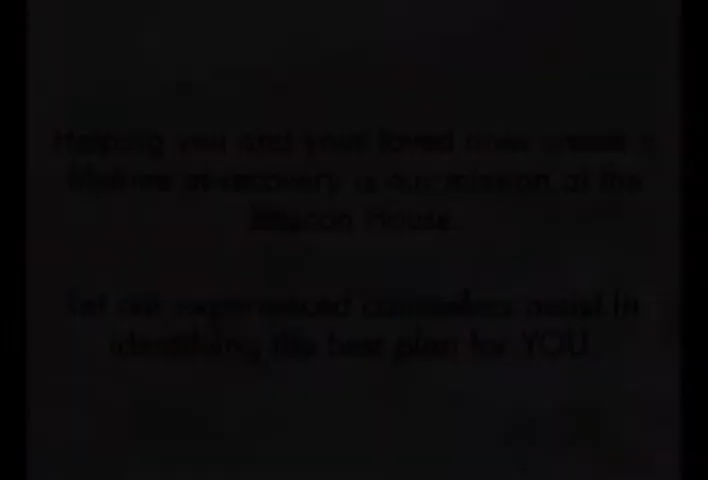 Helping you and your loved ones create a
lifetime of recovery is our mission at the
Beacon House.
Let our experienced counselors assist in
identifying the best plan for YOU